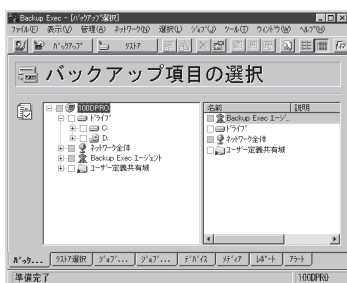 Backup Exec - [ﾊﾞｯｸｱｯﾌﾟ選択]
ﾌｧｲﾙ(F) 表示(V) 管理(A) ﾈｯﾄﾜｰｸ(N) 選択(L) ｼﾞｮﾌﾞ(J) ﾂｰﾙ(T) ｳｨﾝﾄﾞｳ(W) ﾍﾙﾌﾟ(H)
ﾊﾞｯｸｱｯﾌﾟ ﾘｽﾄｱ
バックアップ項目の選択
100DPRO
ﾄﾞﾗｲﾌﾞ
C:
D:
ﾈｯﾄﾜｰｸ全体
Backup Exec ｴｰｼﾞｪﾝﾄ
ﾕｰｻﾞｰ定義共有域
名前 説明
Backup Exec ｴｰｼﾞ...
ﾄﾞﾗｲﾌﾞ
ﾈｯﾄﾜｰｸ全体
ﾕｰｻﾞｰ定義共有域
ﾊﾞｯｸ... ﾘｽﾄｱ選択 ｼﾞｮﾌﾞ... ｼﾞｮﾌﾞ... ﾃﾞﾊﾞｲｽ ﾒﾃﾞｨｱ ﾚﾎﾟｰﾄ ｱﾗｰﾄ
準備完了 100DPRO